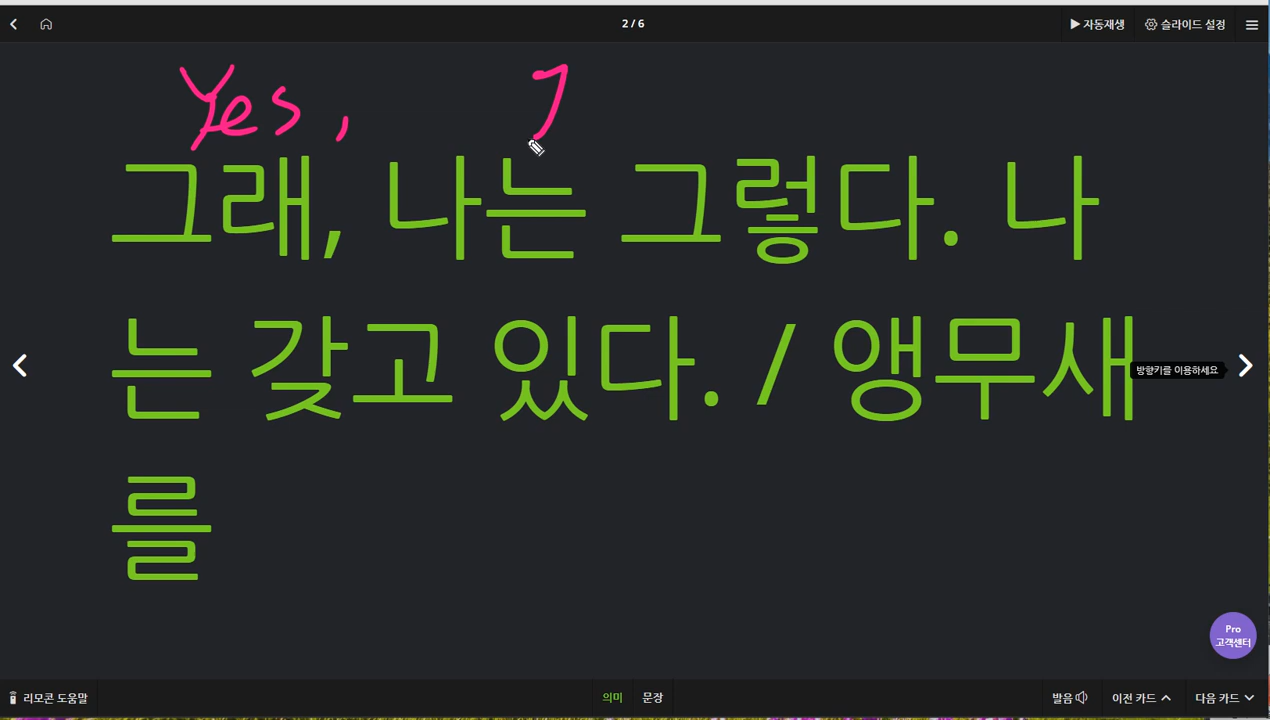 2 / 6
자동재생
슬라이드 설정
Yes,
그래, 나는 그렇다. 나
는 갖고 있다. / 앵무새
를
방향키를 이용하세요
Pro
고객센터
리모콘 도움말
의미
문장
발음
이전 카드
다음 카드